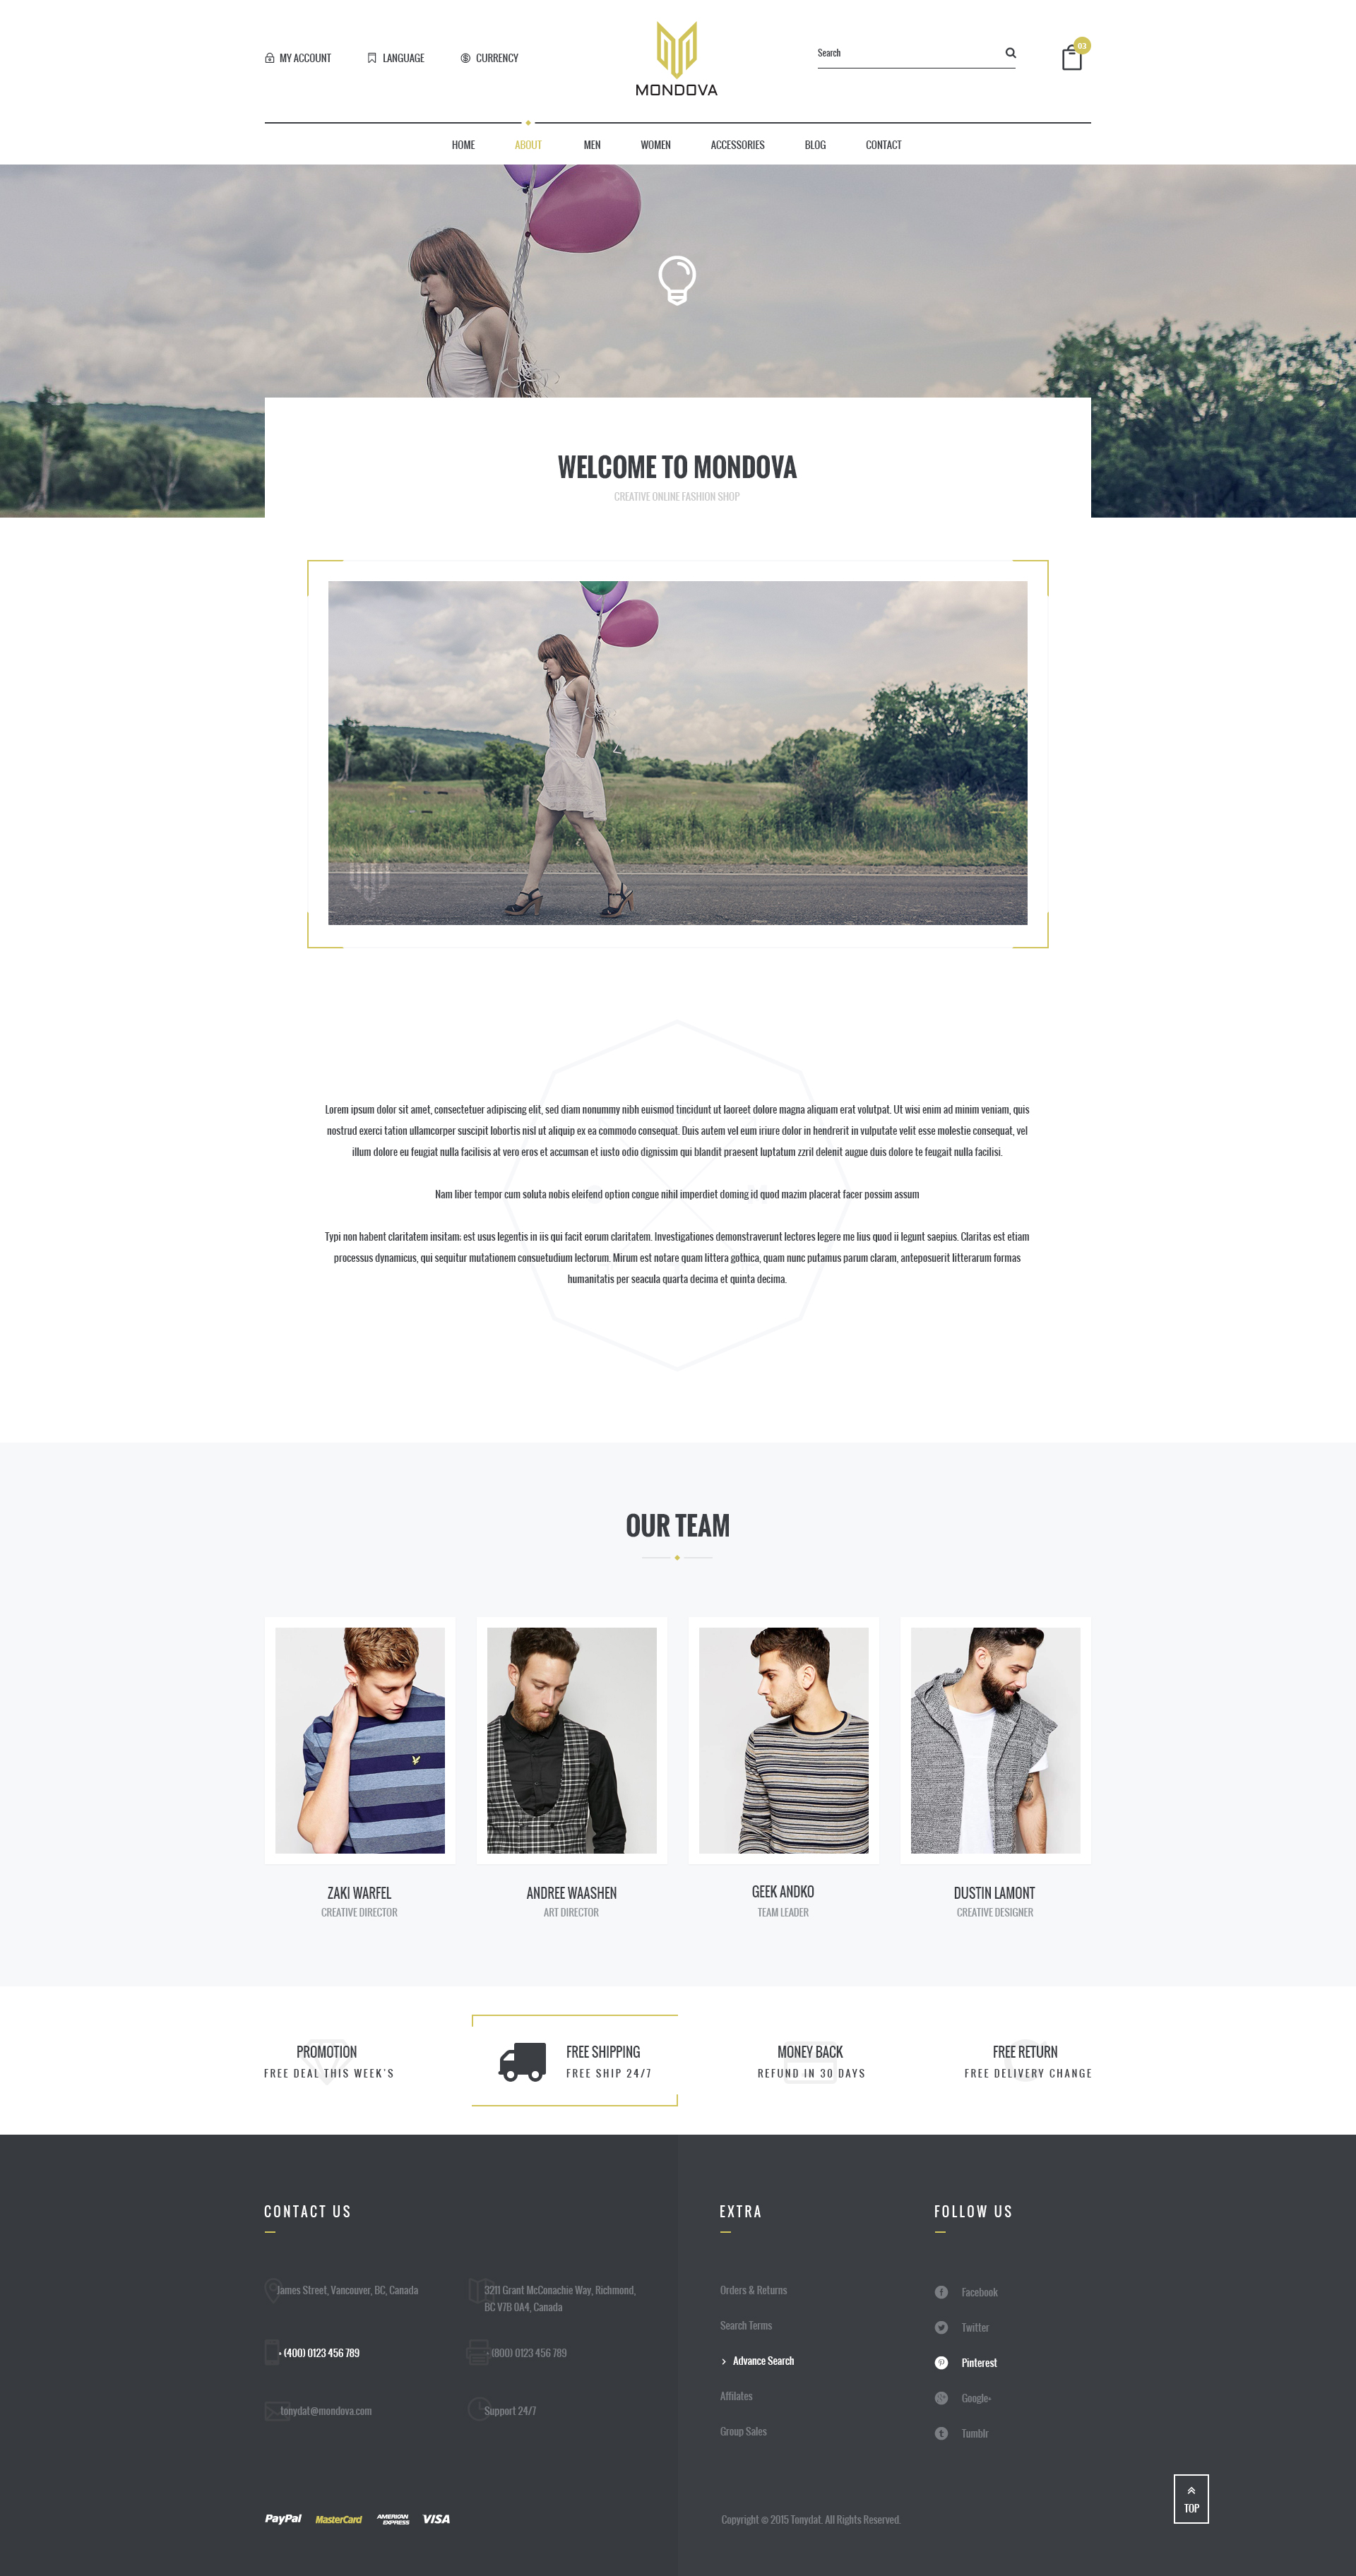 MY ACCOUNT
LANGUAGE
CURRENCY
MONDOVA
Search
03
HOME
ABOUT
MEN
WOMEN
ACCESSORIES
BLOG
CONTACT
WELCOME TO MONDOVA
CREATIVE ONLINE FASHION SHOP
Lorem ipsum dolor sit amet, consectetuer adipiscing elit, sed diam nonummy nibh euismod tincidunt ut laoreet dolore magna aliquam erat volutpat. Ut wisi enim ad minim veniam, quis
nostrud exerci tation ullamcorper suscipit lobortis nisl ut aliquip ex ea commodo consequat. Duis autem vel eum iriure dolor in hendrerit in vulputate velit esse molestie consequat, vel
illum dolore eu feugiat nulla facilisis at vero eros et accumsan et iusto odio dignissim qui blandit praesent luptatum zzril delenit augue duis dolore te feugait nulla facilisi.
Nam liber tempor cum soluta nobis eleifend option congue nihil imperdiet doming id quod mazim placerat facer possim assum
Typi non habent claritatem insitam; est usus legentis in iis qui facit eorum claritatem. Investigationes demonstraverunt lectores legere me lius quod ii legunt saepius. Claritas est etiam
processus dynamicus, qui sequitur mutationem consuetudium lectorum. Mirum est notare quam littera gothica, quam nunc putamus parum claram, anteposuerit litterarum formas
humanitatis per seacula quarta decima et quinta decima.
OUR TEAM
ZAKI WARFEL
CREATIVE DIRECTOR
ANDREE WAASHEN
ART DIRECTOR
GEEK ANDKO
TEAM LEADER
DUSTIN LAMONT
CREATIVE DESIGNER
PROMOTION
FREE DEAL THIS WEEK'S
FREE SHIPPING
FREE SHIP 24/7
MONEY BACK
REFUND IN 30 DAYS
FREE RETURN
FREE DELIVERY CHANGE
CONTACT US
James Street, Vancouver, BC, Canada
3211 Grant McConachie Way, Richmond,
BC V7B 0A4, Canada
+ (400) 0123 456 789
+ (800) 0123 456 789
tonydat@mondova.com
Support 24/7
EXTRA
Orders & Returns
Search Terms
Advance Search
Affilates
Group Sales
FOLLOW US
Facebook
Twitter
Pinterest
Google+
Tumblr
PayPal
MasterCard
AMERICAN
EXPRESS
VISA
Copyright © 2015 Tonydat. All Rights Reserved.
TOP